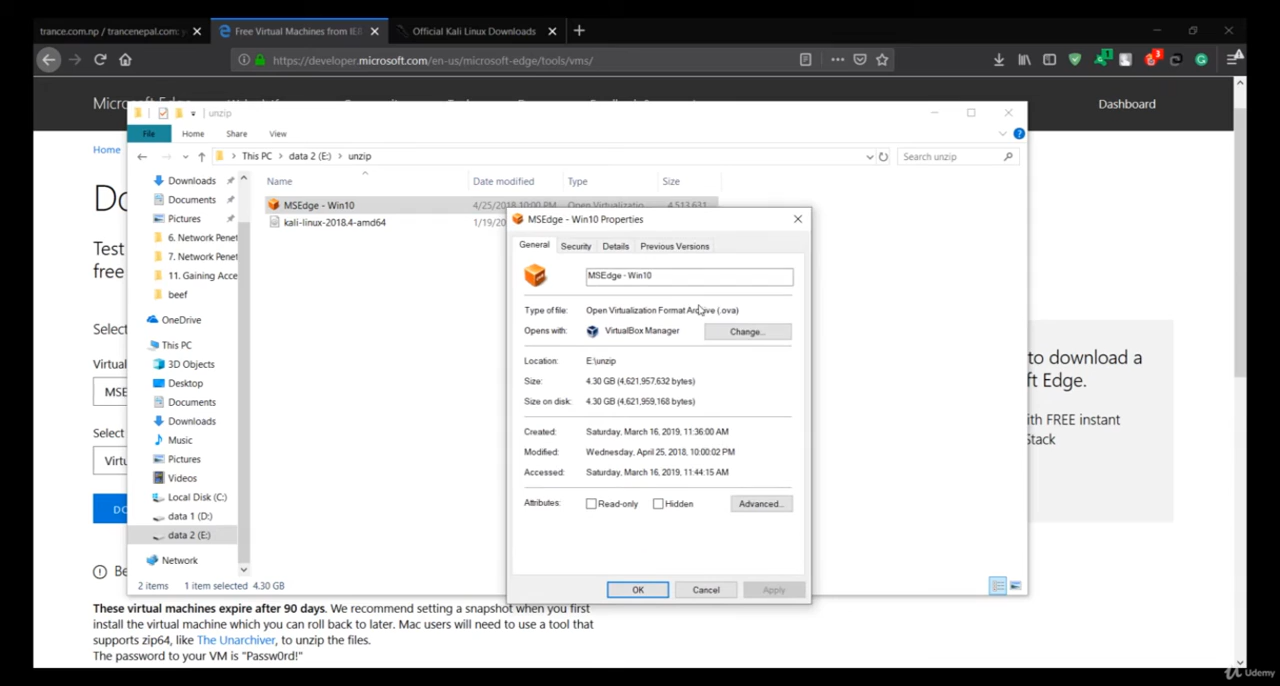 trance.com.np / trancenepal.com:
Free Virtual Machines from IE
Official Kali Linux Downloads
https://developer.microsoft.com/en-us/microsoft-edge/tools/vms/
Dashboard
unzip
File Home Share View
This PC data 2 (E:) unzip
Search unzip
Name Date modified Type Size
Downloads
Documents
Pictures
6. Network Penet
7. Network Penet
11. Gaining Acce
beef
OneDrive
This PC
3D Objects
Desktop
Documents
Downloads
Music
Pictures
Videos
Local Disk (C:)
data 1 (D:)
data 2 (E:)
Network
MSEdge - Win10 4/25/2018 10:00 PM Open Virtualizatio... 4,513,631
kali-linux-2018.4-amd64 1/19/20
2 items 1 item selected 4.30 GB
MSEdge - Win10 Properties
General Security Details Previous Versions
MSEdge - Win10
Type of file: Open Virtualization Format Archive (.ova)
Opens with: VirtualBox Manager Change...
Location: E:\unzip
Size: 4.30 GB (4,621,957,632 bytes)
Size on disk: 4.30 GB (4,621,959,168 bytes)
Created: Saturday, March 16, 2019, 11:36:00 AM
Modified: Wednesday, April 25, 2018, 10:00:02 PM
Accessed: Saturday, March 16, 2019, 11:44:15 AM
Attributes: Read-only Hidden Advanced...
OK Cancel Apply
Home
Do
Test
free
Select
Virtual
MSE
Select
Virtu
DO
Be
to download a
ft Edge.
ith FREE instant
Stack
These virtual machines expire after 90 days. We recommend setting a snapshot when you first
install the virtual machine which you can roll back to later. Mac users will need to use a tool that
supports zip64, like The Unarchiver, to unzip the files.
The password to your VM is "Passw0rd!"
Udemy